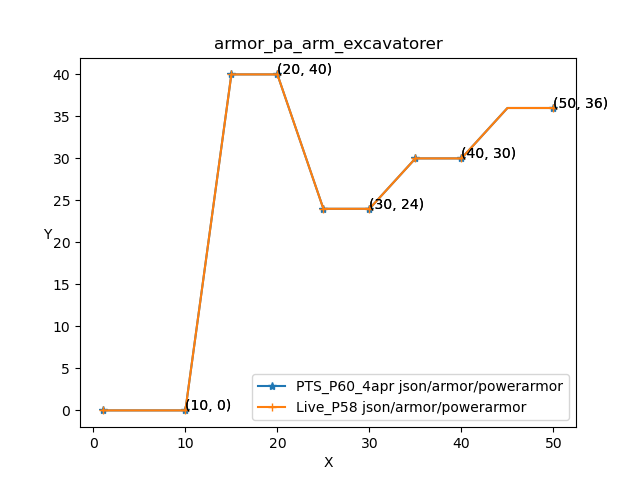 armor_pa_arm_excavatorer
40
35
30
25
20
15
10
5
0
Y
(20, 40)
(50, 36)
(40, 30)
(30, 24)
(10, 0)
PTS_P60_4apr json/armor/powerarmor
Live_P58 json/armor/powerarmor
0 10 20 30 40 50
X